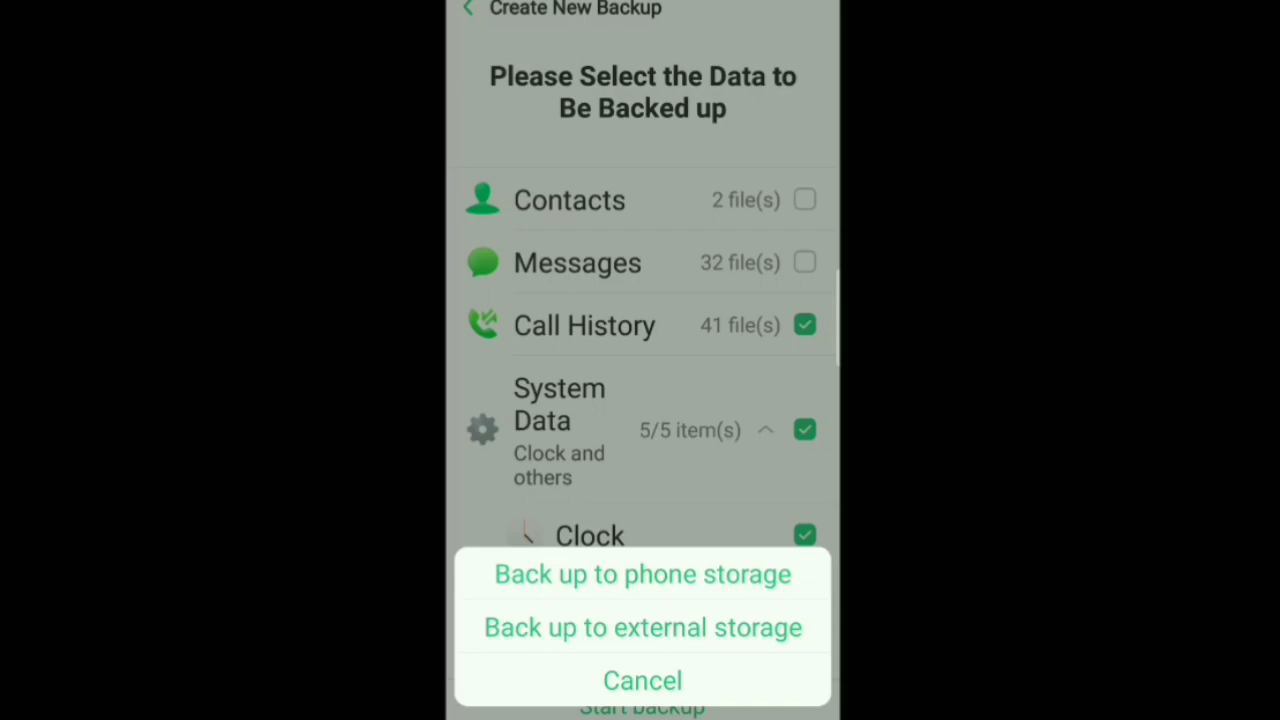 Create New Backup
Please Select the Data to
Be Backed up
Contacts 2 file(s)
Messages 32 file(s)
Call History 41 file(s)
System
Data 5/5 item(s)
Clock and
others
Clock
Back up to phone storage
Back up to external storage
Cancel
Start backup